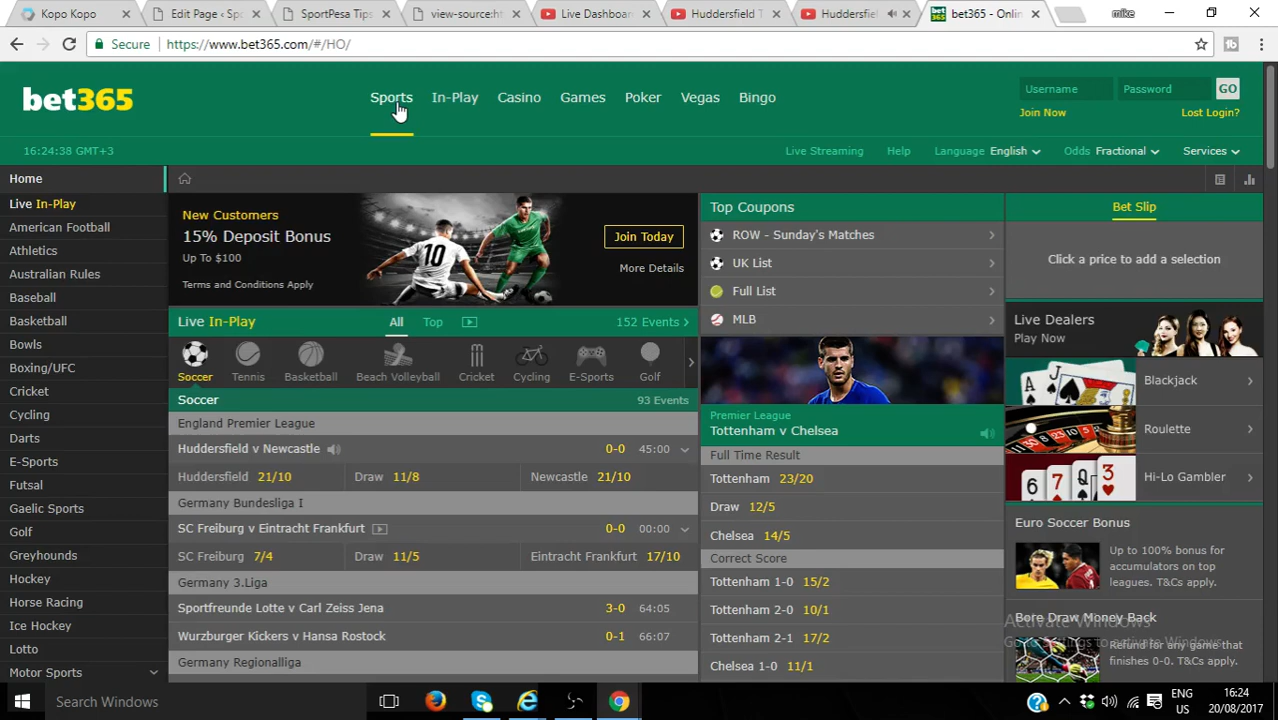 Kopo Kopo
Edit Page ‹ Sp
SportPesa Tips
view-source:ht
Live Dashboar
Huddersfield T
Huddersfie
bet365 - Onlin
mike
Secure https://www.bet365.com/#/HO/
bet365
Sports In-Play Casino Games Poker Vegas Bingo
Username Password GO
Join Now Lost Login?
16:24:38 GMT+3
Live Streaming Help Language English Odds Fractional Services
Home
Live In-Play
American Football
Athletics
Australian Rules
Baseball
Basketball
Bowls
Boxing/UFC
Cricket
Cycling
Darts
E-Sports
Futsal
Gaelic Sports
Golf
Greyhounds
Hockey
Horse Racing
Ice Hockey
Lotto
Motor Sports
New Customers
15% Deposit Bonus
Up To $100
Terms and Conditions Apply
Join Today
More Details
10
Live In-Play All Top 152 Events
Soccer Tennis Basketball Beach Volleyball Cricket Cycling E-Sports Golf
Soccer 93 Events
England Premier League
Huddersfield v Newcastle 0-0 45:00
Huddersfield 21/10 Draw 11/8 Newcastle 21/10
Germany Bundesliga I
SC Freiburg v Eintracht Frankfurt 0-0 00:00
SC Freiburg 7/4 Draw 11/5 Eintracht Frankfurt 17/10
Germany 3.Liga
Sportfreunde Lotte v Carl Zeiss Jena 3-0 64:05
Wurzburger Kickers v Hansa Rostock 0-1 66:07
Germany Regionalliga
Top Coupons
ROW - Sunday's Matches
UK List
Full List
MLB
Premier League
Tottenham v Chelsea
Full Time Result
Tottenham 23/20
Draw 12/5
Chelsea 14/5
Correct Score
Tottenham 1-0 15/2
Tottenham 2-0 10/1
Tottenham 2-1 17/2
Chelsea 1-0 11/1
Bet Slip
Click a price to add a selection
Live Dealers
Play Now
A J
Blackjack
Roulette
6 7 Q 3
Hi-Lo Gambler
Euro Soccer Bonus
Up to 100% bonus for
accumulators on top
leagues. T&Cs apply.
Bore Draw Money Back
Refund for any game that
finishes 0-0. T&Cs apply.
Activate Windows
Go to Settings to activate Windows.
Search Windows
ENG
US
16:24
20/08/2017